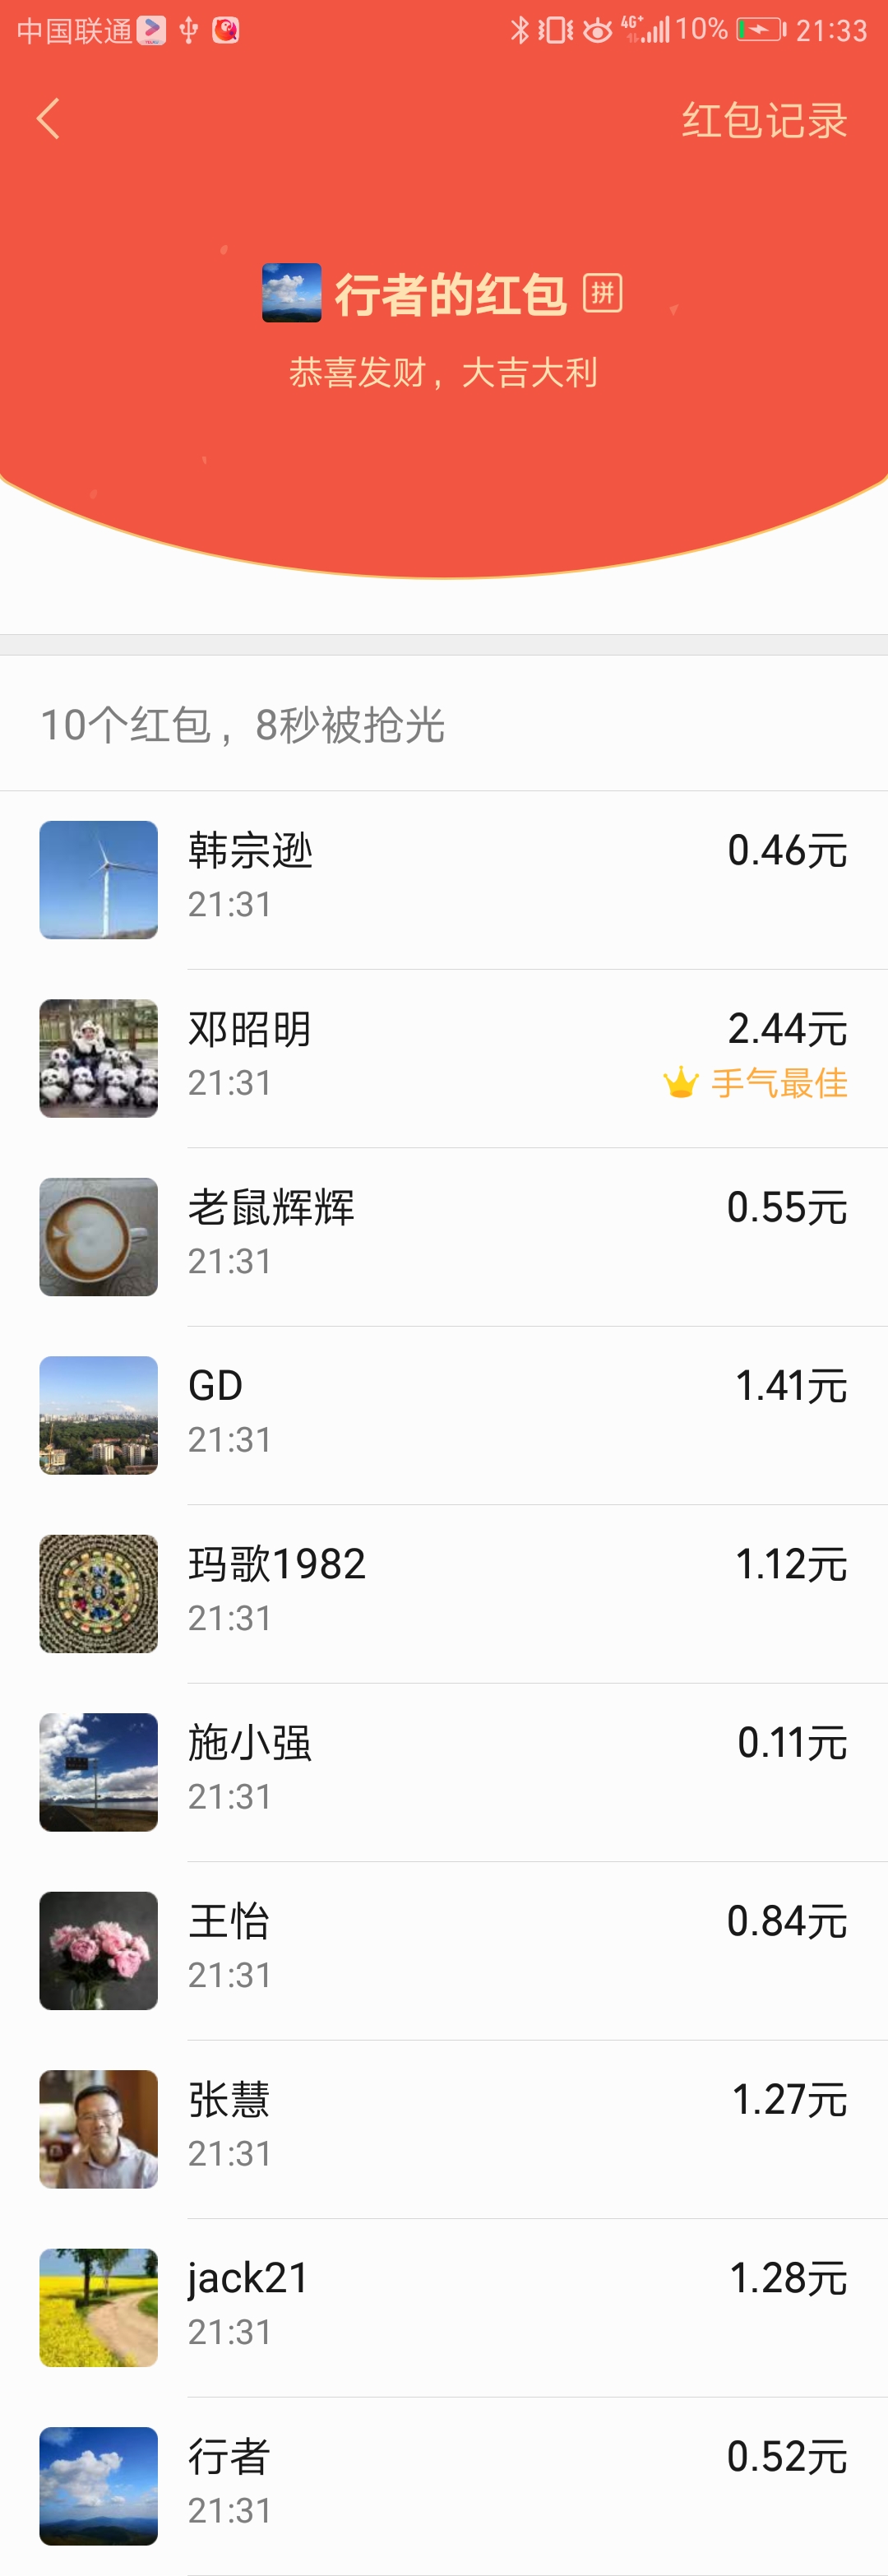 中国联通 4G+ 10% 21:33
红包记录
行者的红包 拼
恭喜发财，大吉大利
10个红包，8秒被抢光
韩宗逊 0.46元
21:31
邓昭明 2.44元
21:31 手气最佳
老鼠辉辉 0.55元
21:31
GD 1.41元
21:31
玛歌1982 1.12元
21:31
施小强 0.11元
21:31
王怡 0.84元
21:31
张慧 1.27元
21:31
jack21 1.28元
21:31
行者 0.52元
21:31